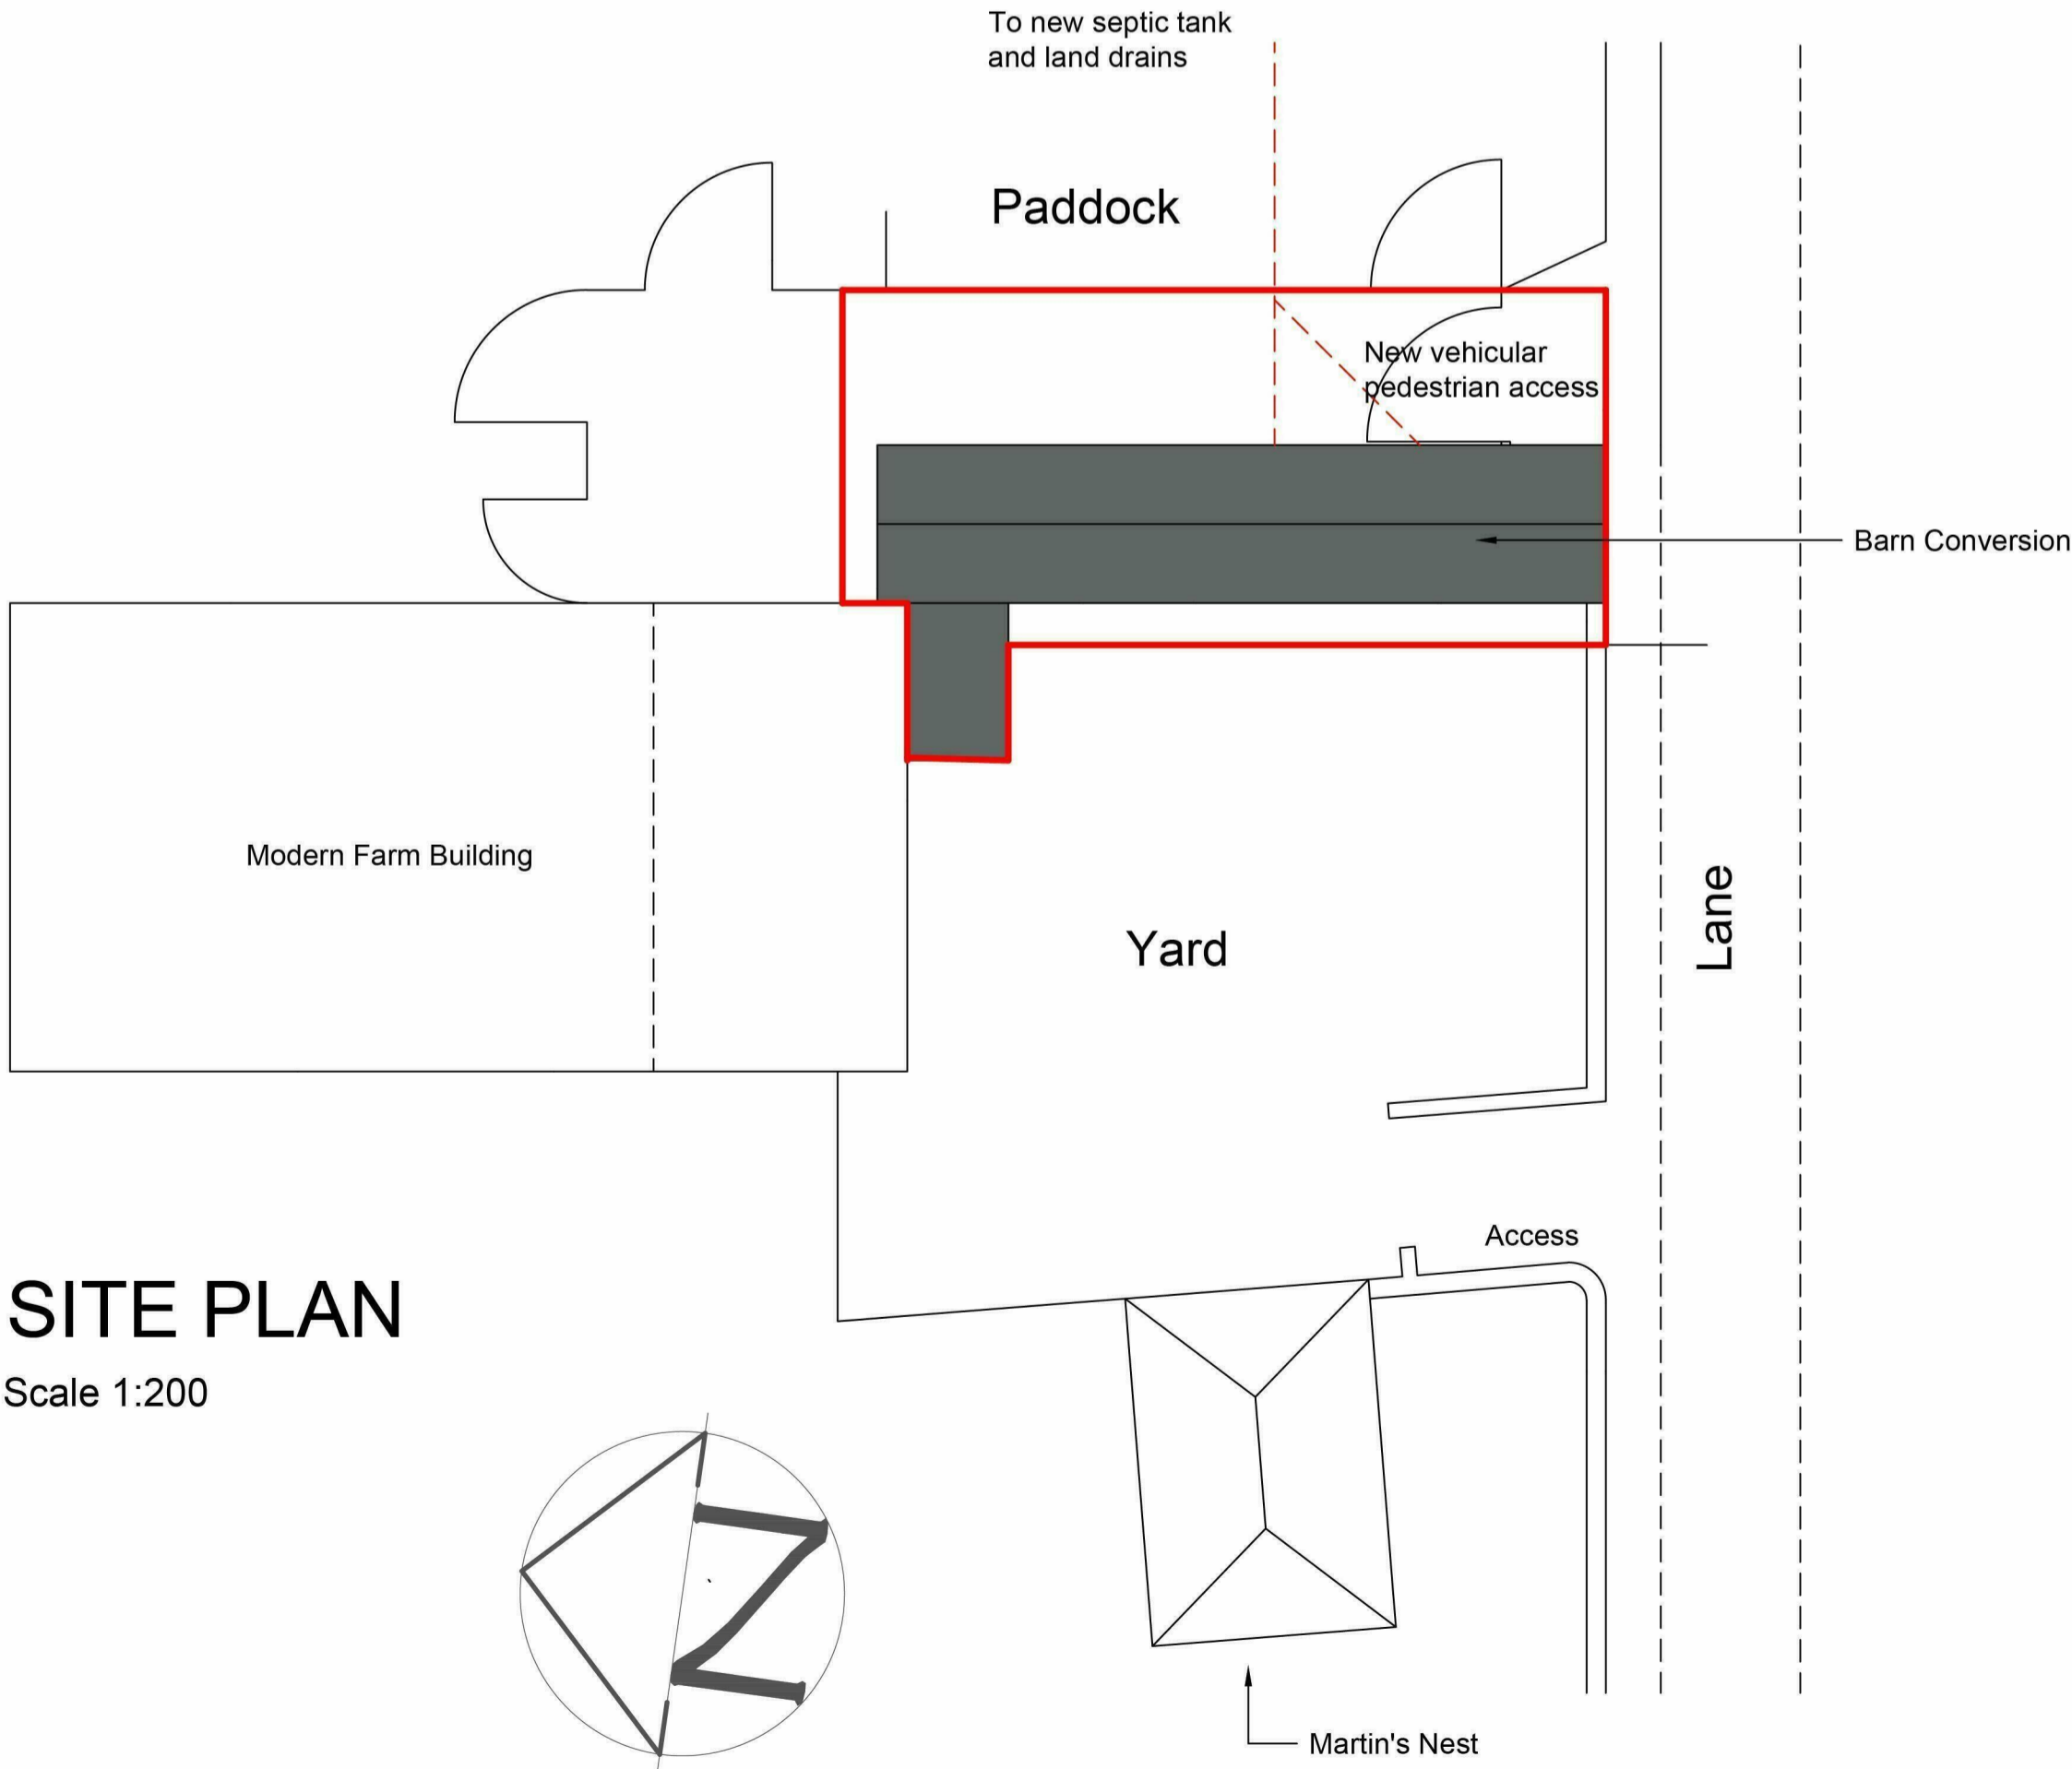 To new septic tank
and land drains
Paddock
New vehicular
pedestrian access
Barn Conversion
Modern Farm Building
Yard
Lane
Access
SITE PLAN
Scale 1:200
N
Martin's Nest